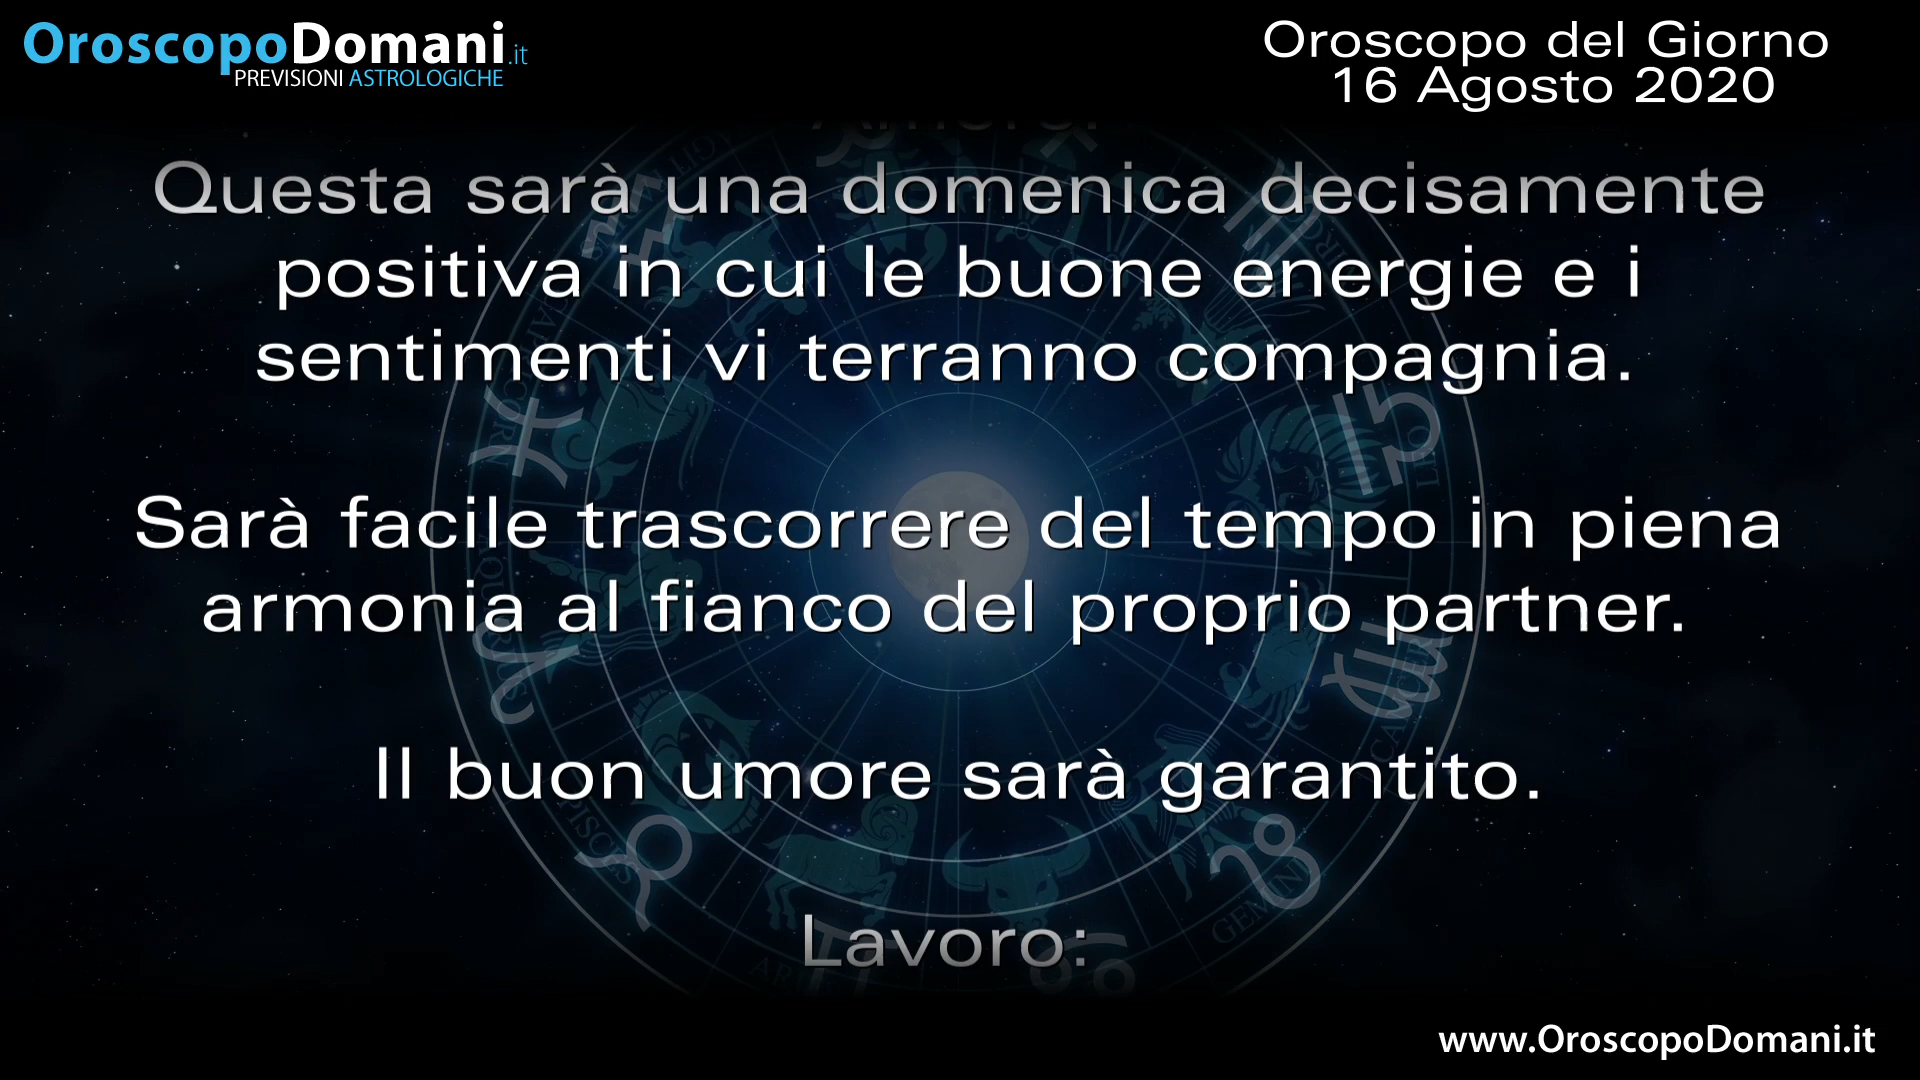 OroscopoDomani.it
PREVISIONI ASTROLOGICHE
Oroscopo del Giorno
16 Agosto 2020
Questa sarà una domenica decisamente
positiva in cui le buone energie e i
sentimenti vi terranno compagnia.
Sarà facile trascorrere del tempo in piena
armonia al fianco del proprio partner.
Il buon umore sarà garantito.
Lavoro:
PISCES
GEMINI
www.OroscopoDomani.it